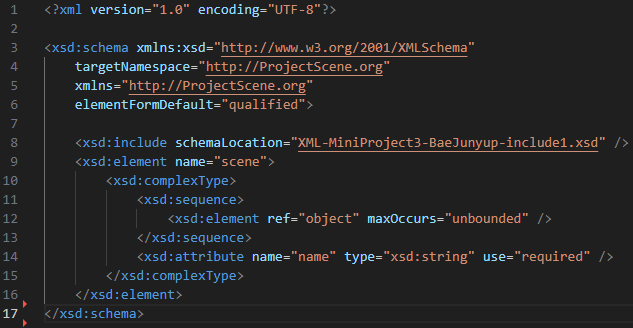 1 <?xml version="1.0" encoding="UTF-8"?>
2
3 <xsd:schema xmlns:xsd="http://www.w3.org/2001/XMLSchema"
4     targetNamespace="http://ProjectScene.org"
5     xmlns="http://ProjectScene.org"
6     elementFormDefault="qualified">
7
8     <xsd:include schemaLocation="XML-MiniProject3-BaeJunyup-include1.xsd" />
9     <xsd:element name="scene">
10         <xsd:complexType>
11             <xsd:sequence>
12                 <xsd:element ref="object" maxOccurs="unbounded" />
13             </xsd:sequence>
14             <xsd:attribute name="name" type="xsd:string" use="required" />
15         </xsd:complexType>
16     </xsd:element>
17 </xsd:schema>